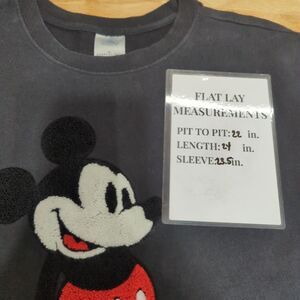 FLAT LAY
MEASUREMENTS
PIT TO PIT: 22 in.
LENGTH: 24 in.
SLEEVE: 23.5 in.